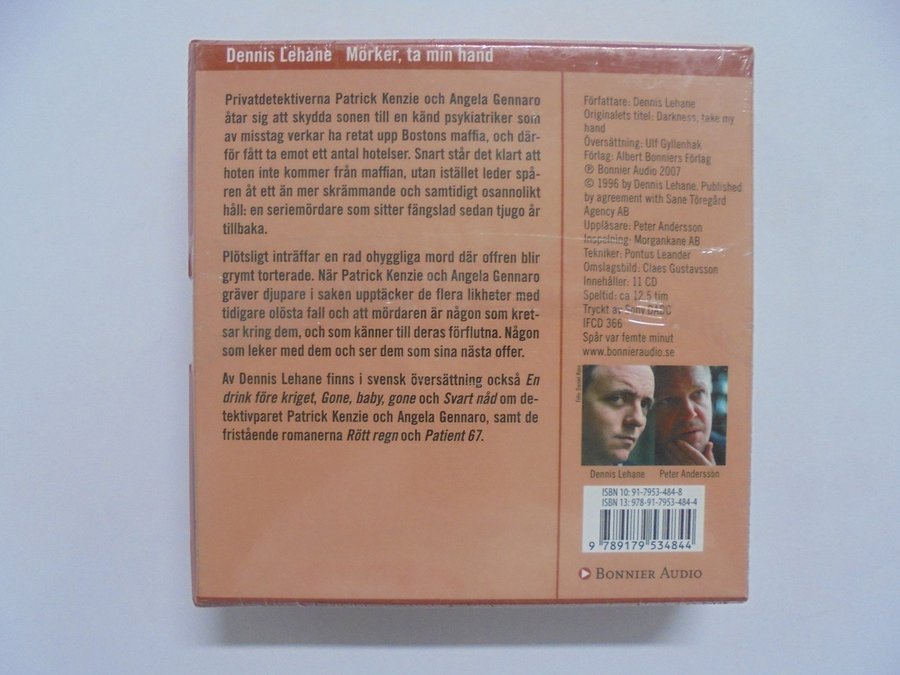 Dennis Lehane Mörker, ta min hand
Privatdetektiverna Patrick Kenzie och Angela Gennaro
åtar sig att skydda sonen till en känd psykiatriker som
av misstag verkar ha retat upp Bostons maffia, och där-
för fått ta emot ett antal hotelser. Snart står det klart att
hoten inte kommer från maffian, utan istället leder spå-
ren åt ett än mer skrämmande och samtidigt osannolikt
håll: en seriemördare som sitter fängslad sedan tjugo år
tillbaka.
Plötsligt inträffar en rad ohyggliga mord där offren blir
grymt torterade. När Patrick Kenzie och Angela Gennaro
gräver djupare i saken upptäcker de flera likheter med
tidigare olösta fall och att mördaren är någon som kret-
sar kring dem, och som känner till deras förflutna. Någon
som leker med dem och ser dem som sina nästa offer.
Av Dennis Lehane finns i svensk översättning också En
drink före kriget, Gone, baby, gone och Svart nåd om de-
tektivparet Patrick Kenzie och Angela Gennaro, samt de
fristående romanerna Rött regn och Patient 67.
Författare: Dennis Lehane
Originalets titel: Darkness, take my
hand
Översättning: Ulf Gyllenhak
Förlag: Albert Bonniers Förlag
℗ Bonnier Audio 2007
© 1996 by Dennis Lehane. Published
by agreement with Sane Töregård
Agency AB
Uppläsare: Peter Andersson
Inspelning: Morgankane AB
Tekniker: Pontus Leander
Omslagsbild: Claes Gustavsson
Innehåller: 11 CD
Speltid: ca 12.5 tim
Tryckt av Sony DADC
IFCD 366
Spår var femte minut
www.bonnieraudio.se
Dennis Lehane Peter Andersson
ISBN 10: 91-7953-484-8
ISBN 13: 978-91-7953-484-4
9 789179 534844
BONNIER AUDIO